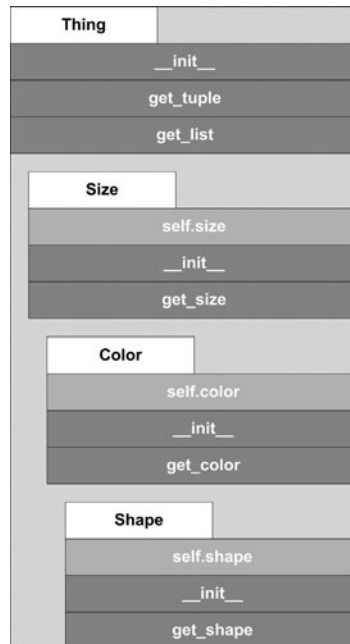 Thing
__init__
get_tuple
get_list
Size
self.size
__init__
get_size
Color
self.color
__init__
get_color
Shape
self.shape
__init__
get_shape